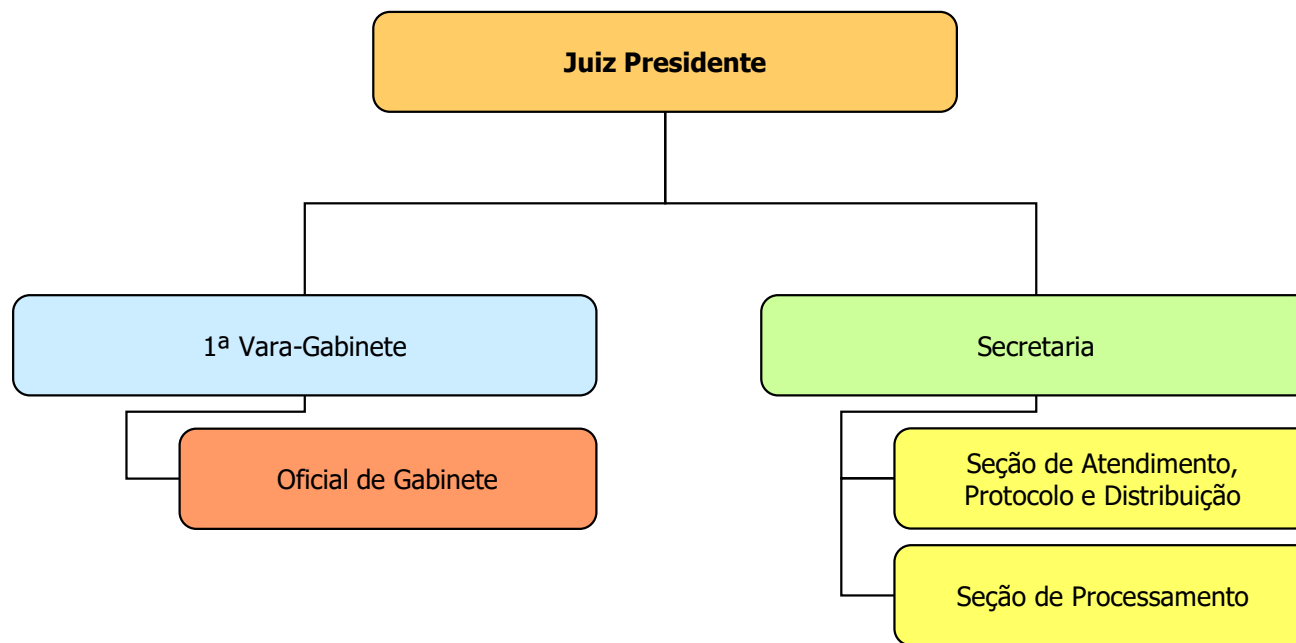 Juiz Presidente
1ª Vara-Gabinete
Secretaria
Oficial de Gabinete
Seção de Atendimento,
Protocolo e Distribuição
Seção de Processamento